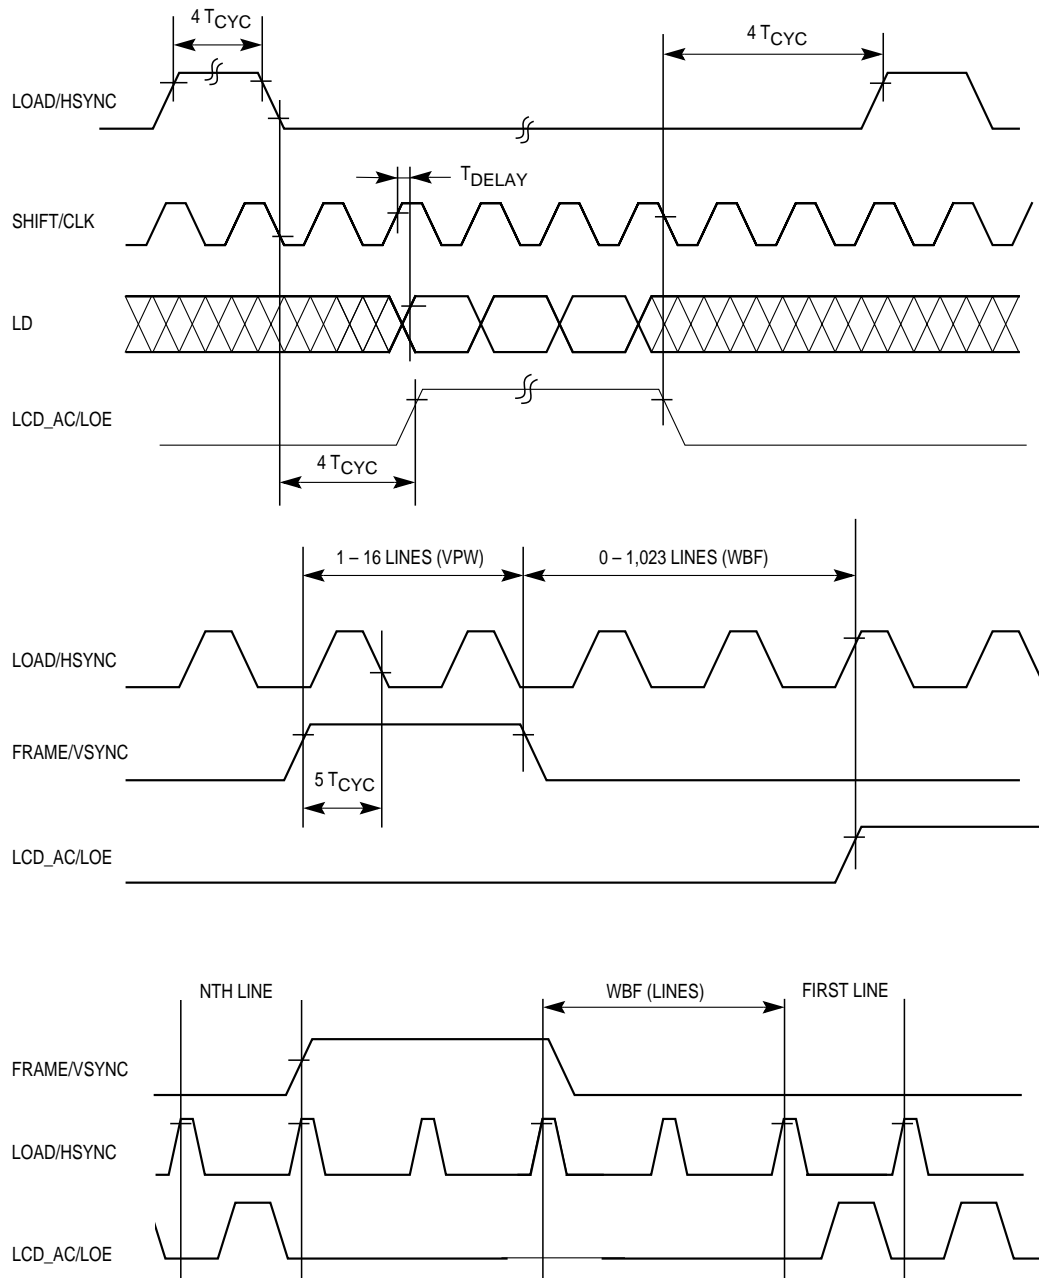 4 TCYC
4 TCYC
LOAD/HSYNC
TDELAY
SHIFT/CLK
LD
LCD_AC/LOE
4 TCYC
1 – 16 LINES (VPW)
0 – 1,023 LINES (WBF)
LOAD/HSYNC
FRAME/VSYNC
5 TCYC
LCD_AC/LOE
NTH LINE
WBF (LINES)
FIRST LINE
FRAME/VSYNC
LOAD/HSYNC
LCD_AC/LOE